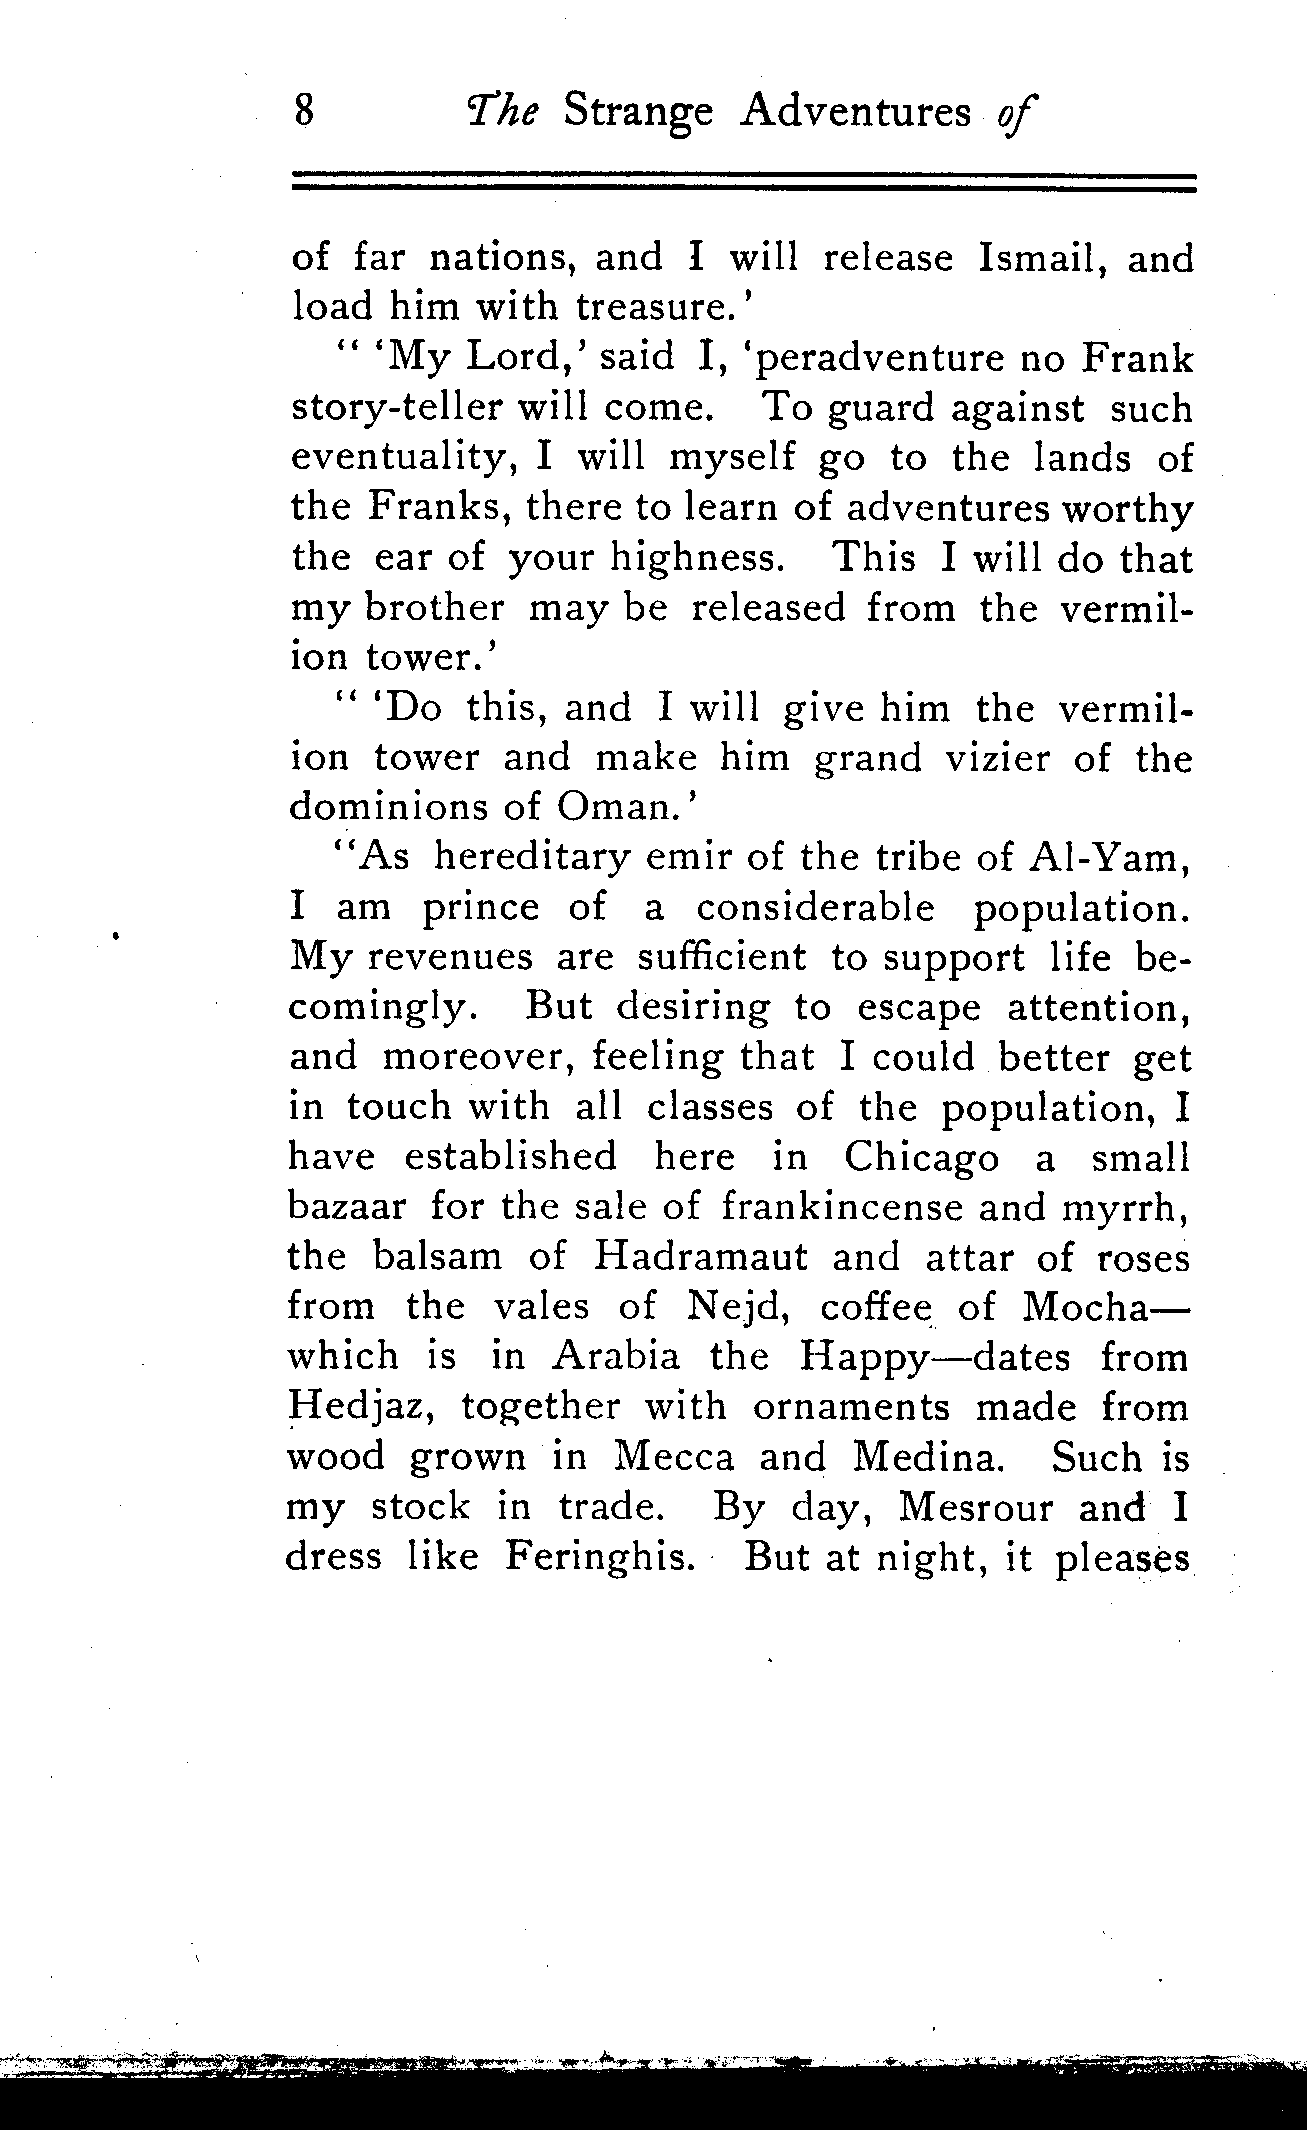 8 The Strange Adventures of
of far nations, and I will release Ismail, and
load him with treasure.'
" 'My Lord,' said I, 'peradventure no Frank
story-teller will come. To guard against such
eventuality, I will myself go to the lands of
the Franks, there to learn of adventures worthy
the ear of your highness. This I will do that
my brother may be released from the vermil-
ion tower.'
" 'Do this, and I will give him the vermil-
ion tower and make him grand vizier of the
dominions of Oman.'
"As hereditary emir of the tribe of Al-Yam,
I am prince of a considerable population.
My revenues are sufficient to support life be-
comingly. But desiring to escape attention,
and moreover, feeling that I could better get
in touch with all classes of the population, I
have established here in Chicago a small
bazaar for the sale of frankincense and myrrh,
the balsam of Hadramaut and attar of roses
from the vales of Nejd, coffee of Mocha—
which is in Arabia the Happy—dates from
Hedjaz, together with ornaments made from
wood grown in Mecca and Medina. Such is
my stock in trade. By day, Mesrour and I
dress like Feringhis. But at night, it pleases